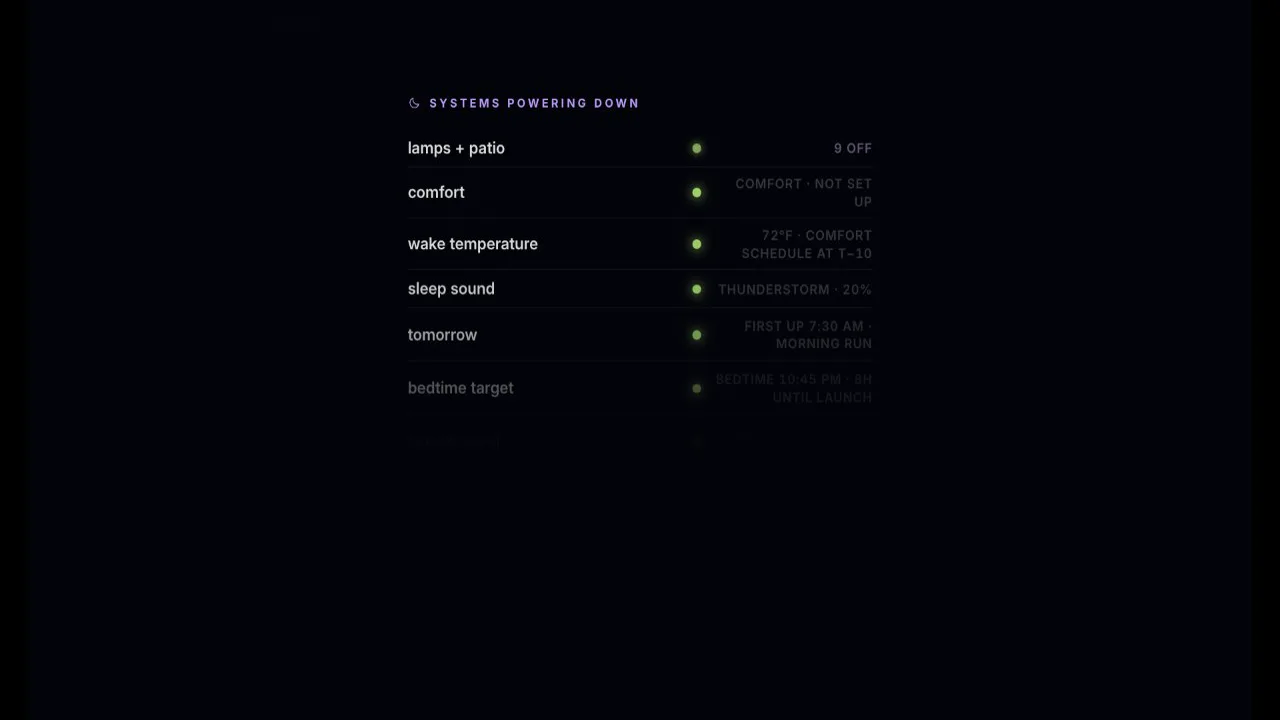 SYSTEMS POWERING DOWN
lamps + patio
9 OFF
comfort
COMFORT · NOT SET
UP
wake temperature
72°F · COMFORT
SCHEDULE AT T−10
sleep sound
THUNDERSTORM · 20%
tomorrow
FIRST UP 7:30 AM ·
MORNING RUN
bedtime target
BEDTIME 10:45 PM · 8H
UNTIL LAUNCH